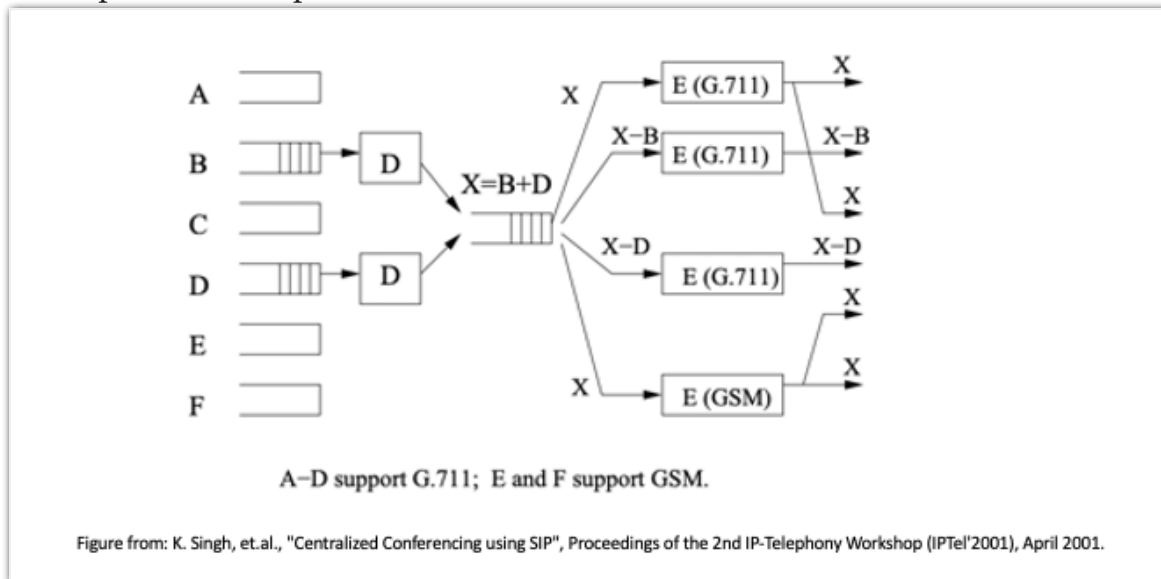 A
B
C
D
E
F
D
D
X=B+D
X
X−B
X−D
X
E (G.711)
E (G.711)
E (G.711)
E (GSM)
X
X−B
X
X−D
X
X
A−D support G.711; E and F support GSM.
Figure from: K. Singh, et.al., "Centralized Conferencing using SIP", Proceedings of the 2nd IP-Telephony Workshop (IPTel'2001), April 2001.